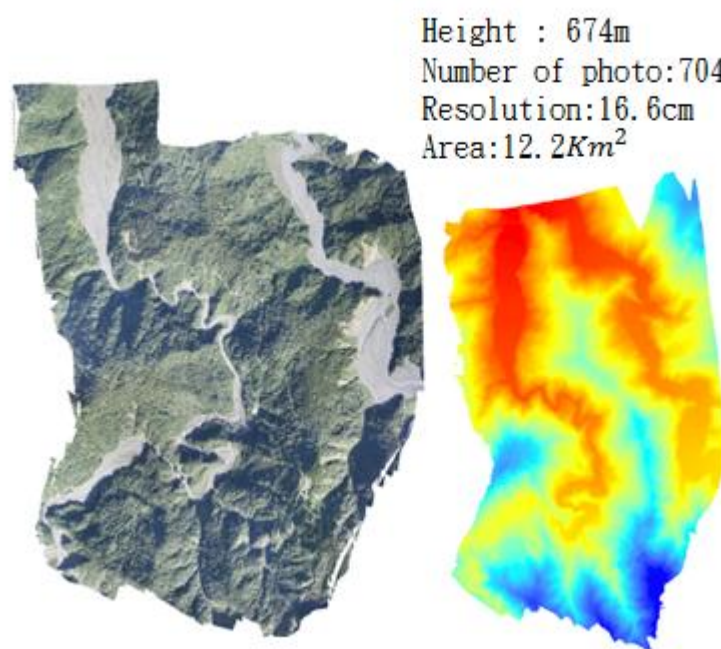 Height : 674m
Number of photo:704
Resolution:16.6cm
Area:12.2Km²